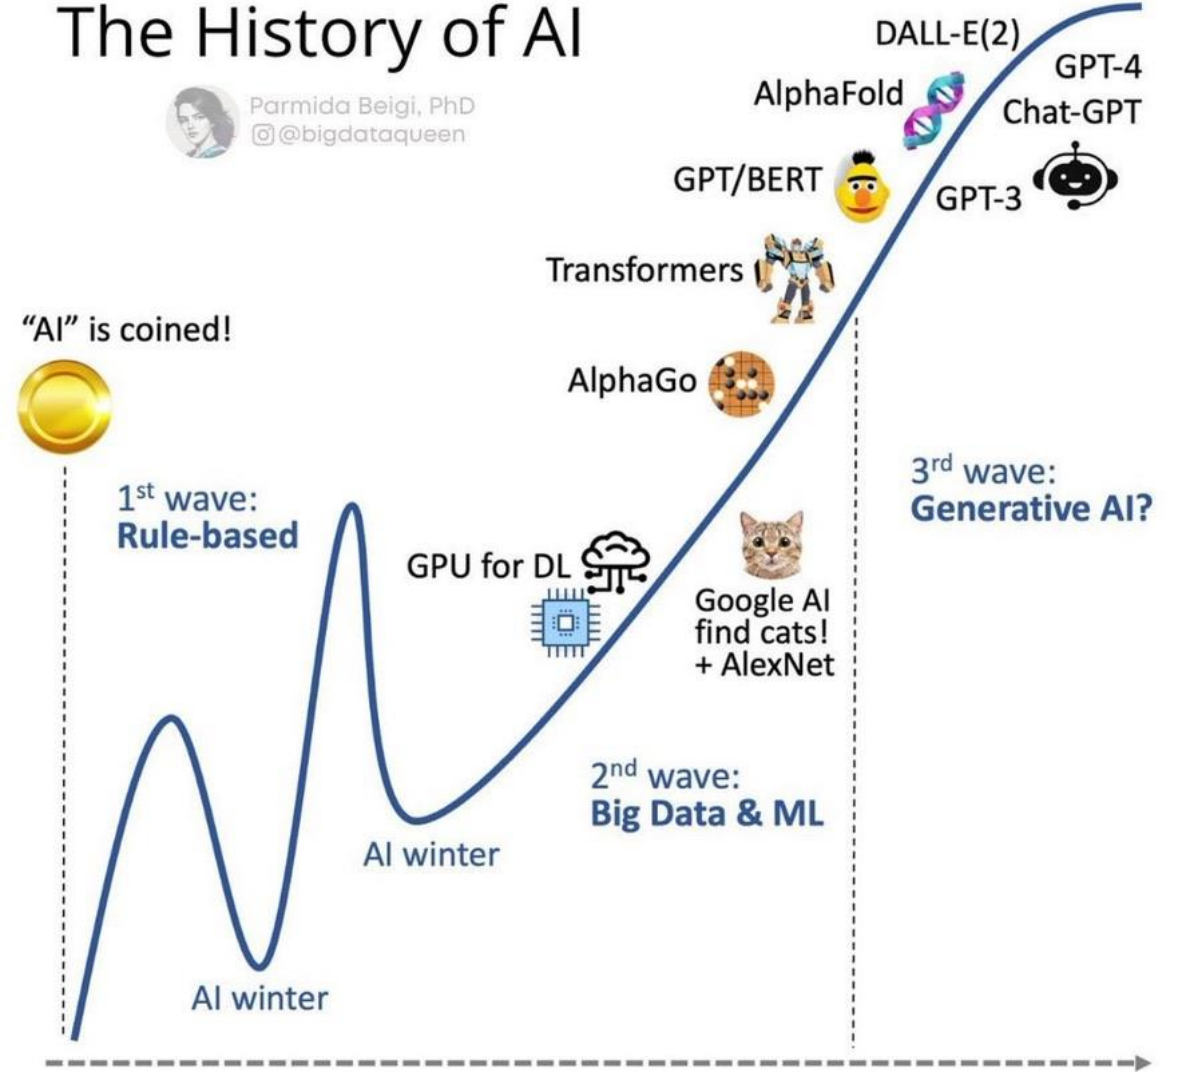 The History of AI
Parmida Beigi, PhD
@bigdataqueen
DALL-E(2)
GPT-4
AlphaFold
Chat-GPT
GPT/BERT
GPT-3
Transformers
“AI” is coined!
AlphaGo
1st wave:
Rule-based
3rd wave:
Generative AI?
GPU for DL
Google AI
find cats!
+ AlexNet
2nd wave:
Big Data & ML
AI winter
AI winter